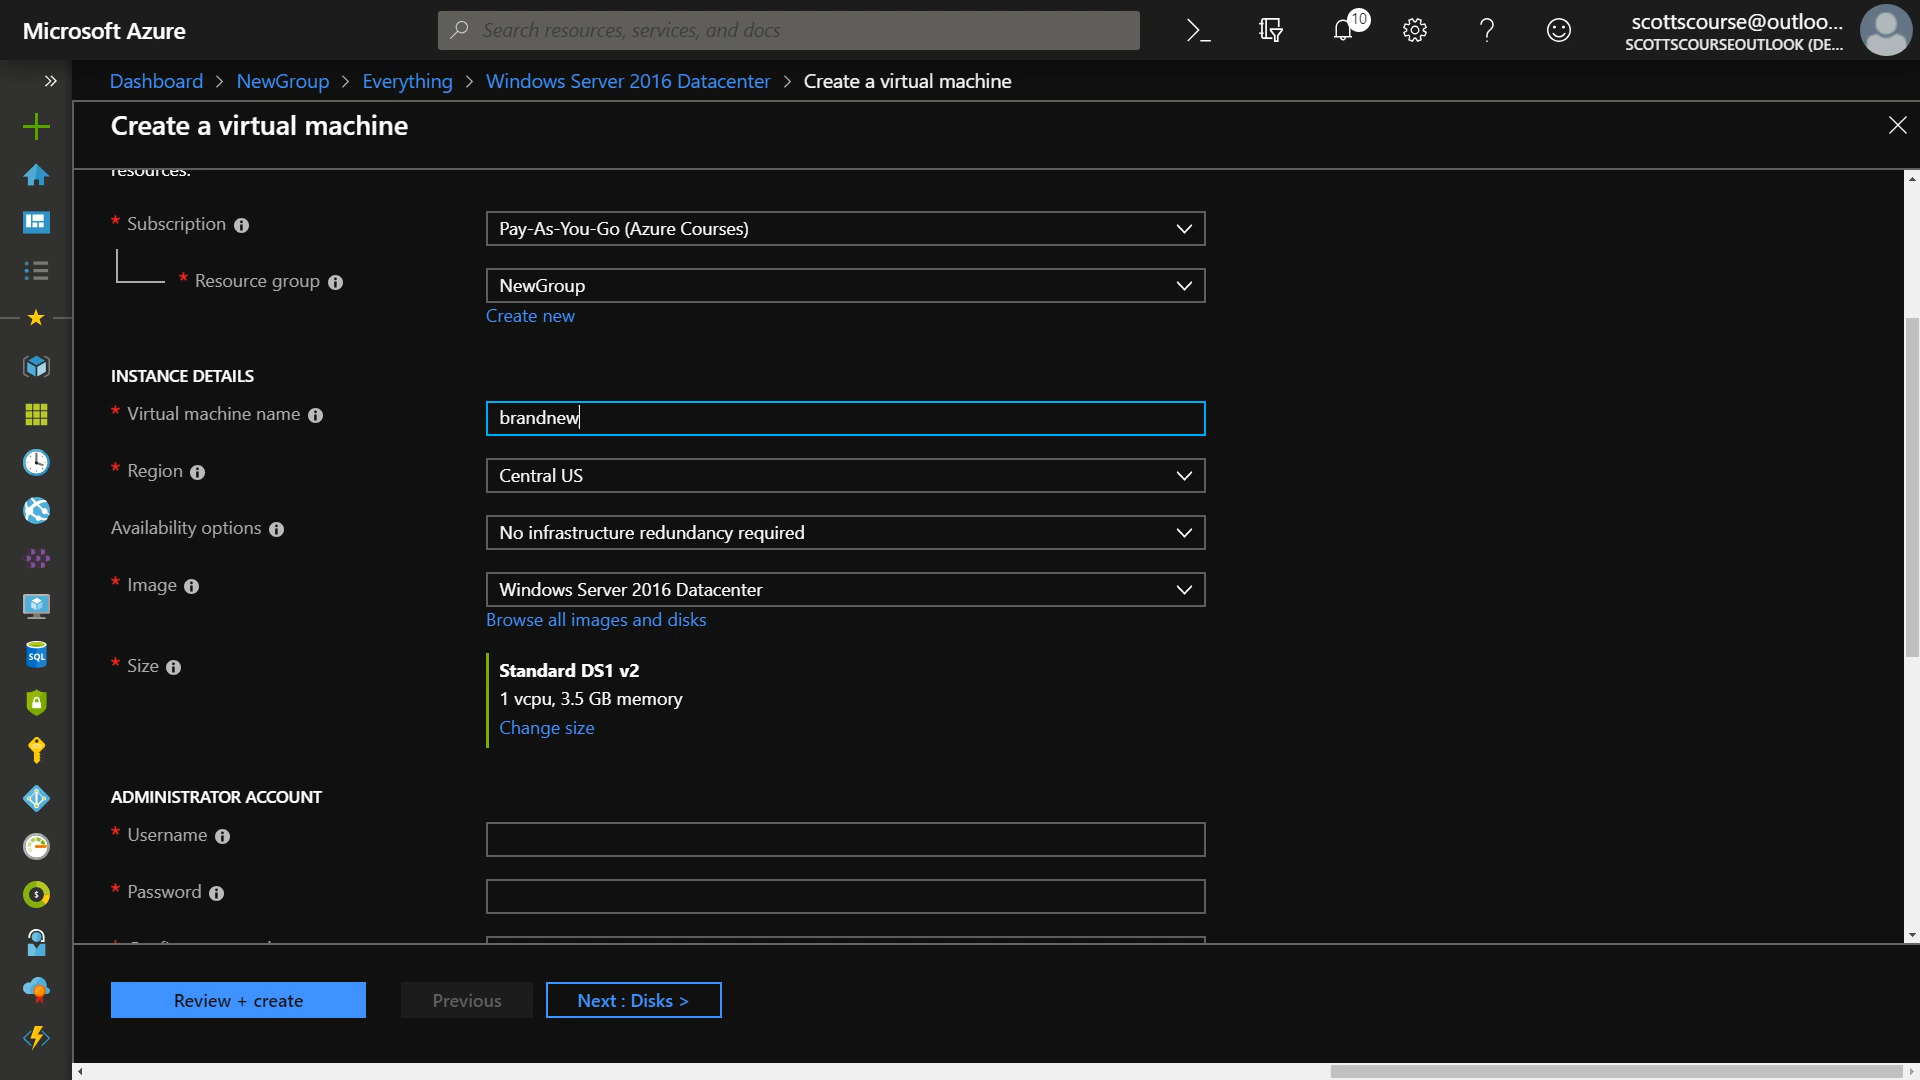 Microsoft Azure
Search resources, services, and docs
10
scottscourse@outloo...
SCOTTSCOURSEOUTLOOK (DE...
Dashboard > NewGroup > Everything > Windows Server 2016 Datacenter > Create a virtual machine
Create a virtual machine
resources.
* Subscription
Pay-As-You-Go (Azure Courses)
* Resource group
NewGroup
Create new
INSTANCE DETAILS
* Virtual machine name
brandnew
* Region
Central US
Availability options
No infrastructure redundancy required
* Image
Windows Server 2016 Datacenter
Browse all images and disks
* Size
Standard DS1 v2
1 vcpu, 3.5 GB memory
Change size
ADMINISTRATOR ACCOUNT
* Username
* Password
Review + create
Previous
Next : Disks >
SQL